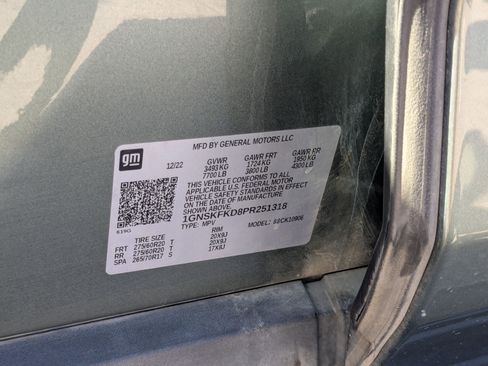 MFD BY GENERAL MOTORS LLC
gm
12/22
GVWR GAWR FRT GAWR RR
3493 KG 1724 KG 1950 KG
7700 LB 3800 LB 4300 LB
THIS VEHICLE CONFORMS TO ALL
APPLICABLE U.S. FEDERAL MOTOR
VEHICLE SAFETY STANDARDS IN EFFECT
ON THE DATE OF MANUFACTURE
SHOWN ABOVE.
1GNSKFKD8PR251318
TYPE: MPV
TIRE SIZE RIM
FRT 275/60R20 T 20X9J
RR 275/60R20 T 20X9J
SPA 265/70R17 S 17X8J